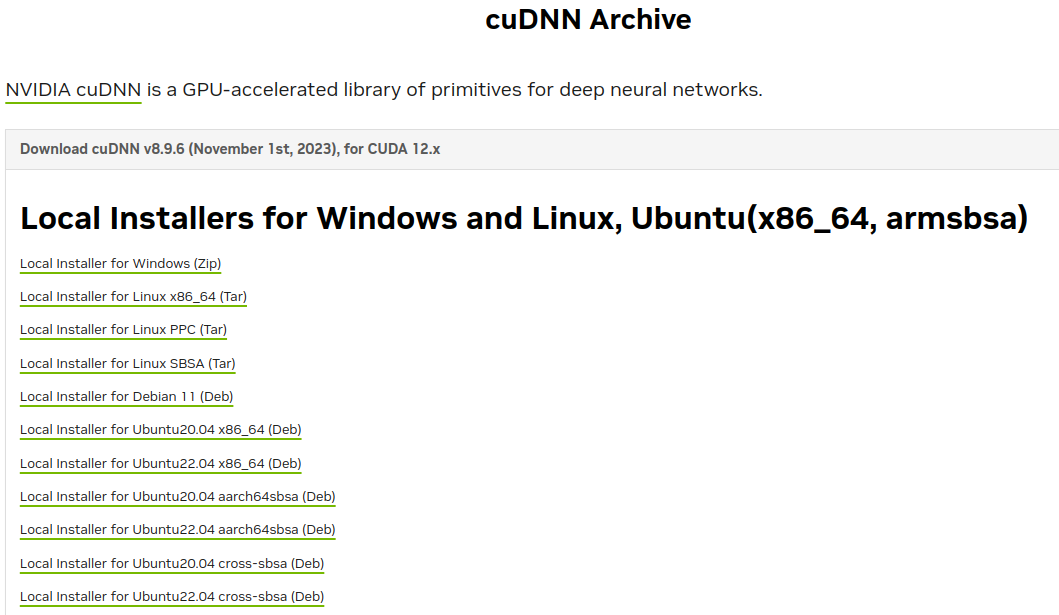 cuDNN Archive
NVIDIA cuDNN is a GPU-accelerated library of primitives for deep neural networks.
Download cuDNN v8.9.6 (November 1st, 2023), for CUDA 12.x
Local Installers for Windows and Linux, Ubuntu(x86_64, armsbsa)
Local Installer for Windows (Zip)
Local Installer for Linux x86_64 (Tar)
Local Installer for Linux PPC (Tar)
Local Installer for Linux SBSA (Tar)
Local Installer for Debian 11 (Deb)
Local Installer for Ubuntu20.04 x86_64 (Deb)
Local Installer for Ubuntu22.04 x86_64 (Deb)
Local Installer for Ubuntu20.04 aarch64sbsa (Deb)
Local Installer for Ubuntu22.04 aarch64sbsa (Deb)
Local Installer for Ubuntu20.04 cross-sbsa (Deb)
Local Installer for Ubuntu22.04 cross-sbsa (Deb)